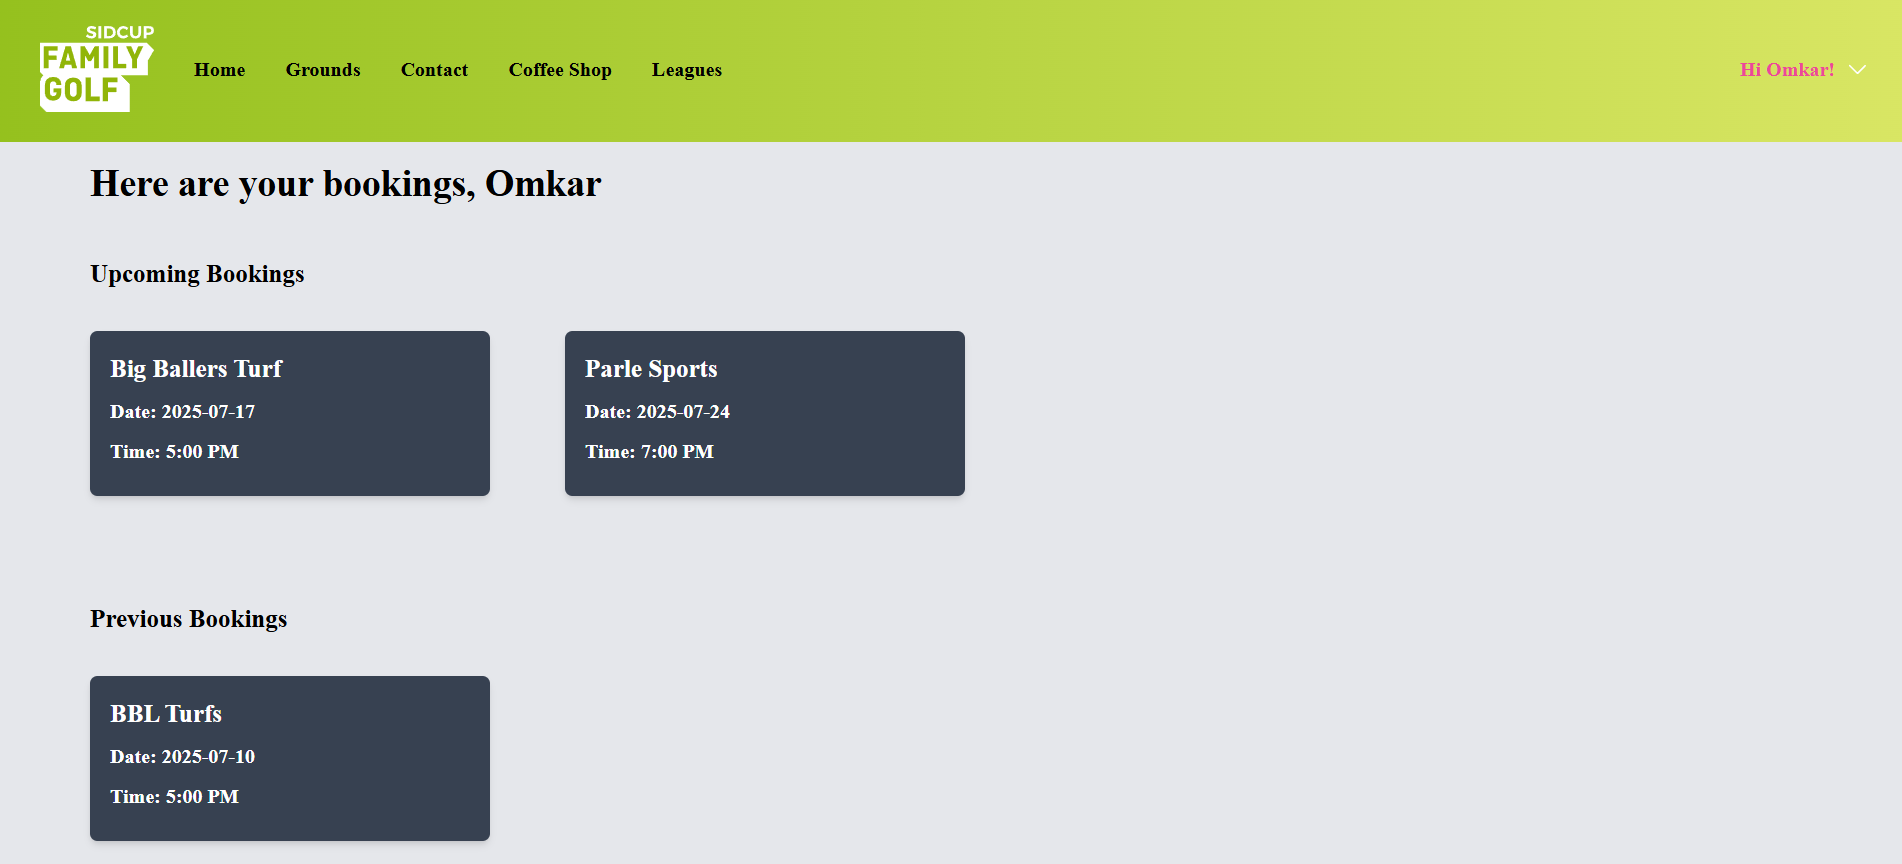 SIDCUP
FAMILY
GOLF
Home Grounds Contact Coffee Shop Leagues
Hi Omkar!
Here are your bookings, Omkar
Upcoming Bookings
Big Ballers Turf
Date: 2025-07-17
Time: 5:00 PM
Parle Sports
Date: 2025-07-24
Time: 7:00 PM
Previous Bookings
BBL Turfs
Date: 2025-07-10
Time: 5:00 PM